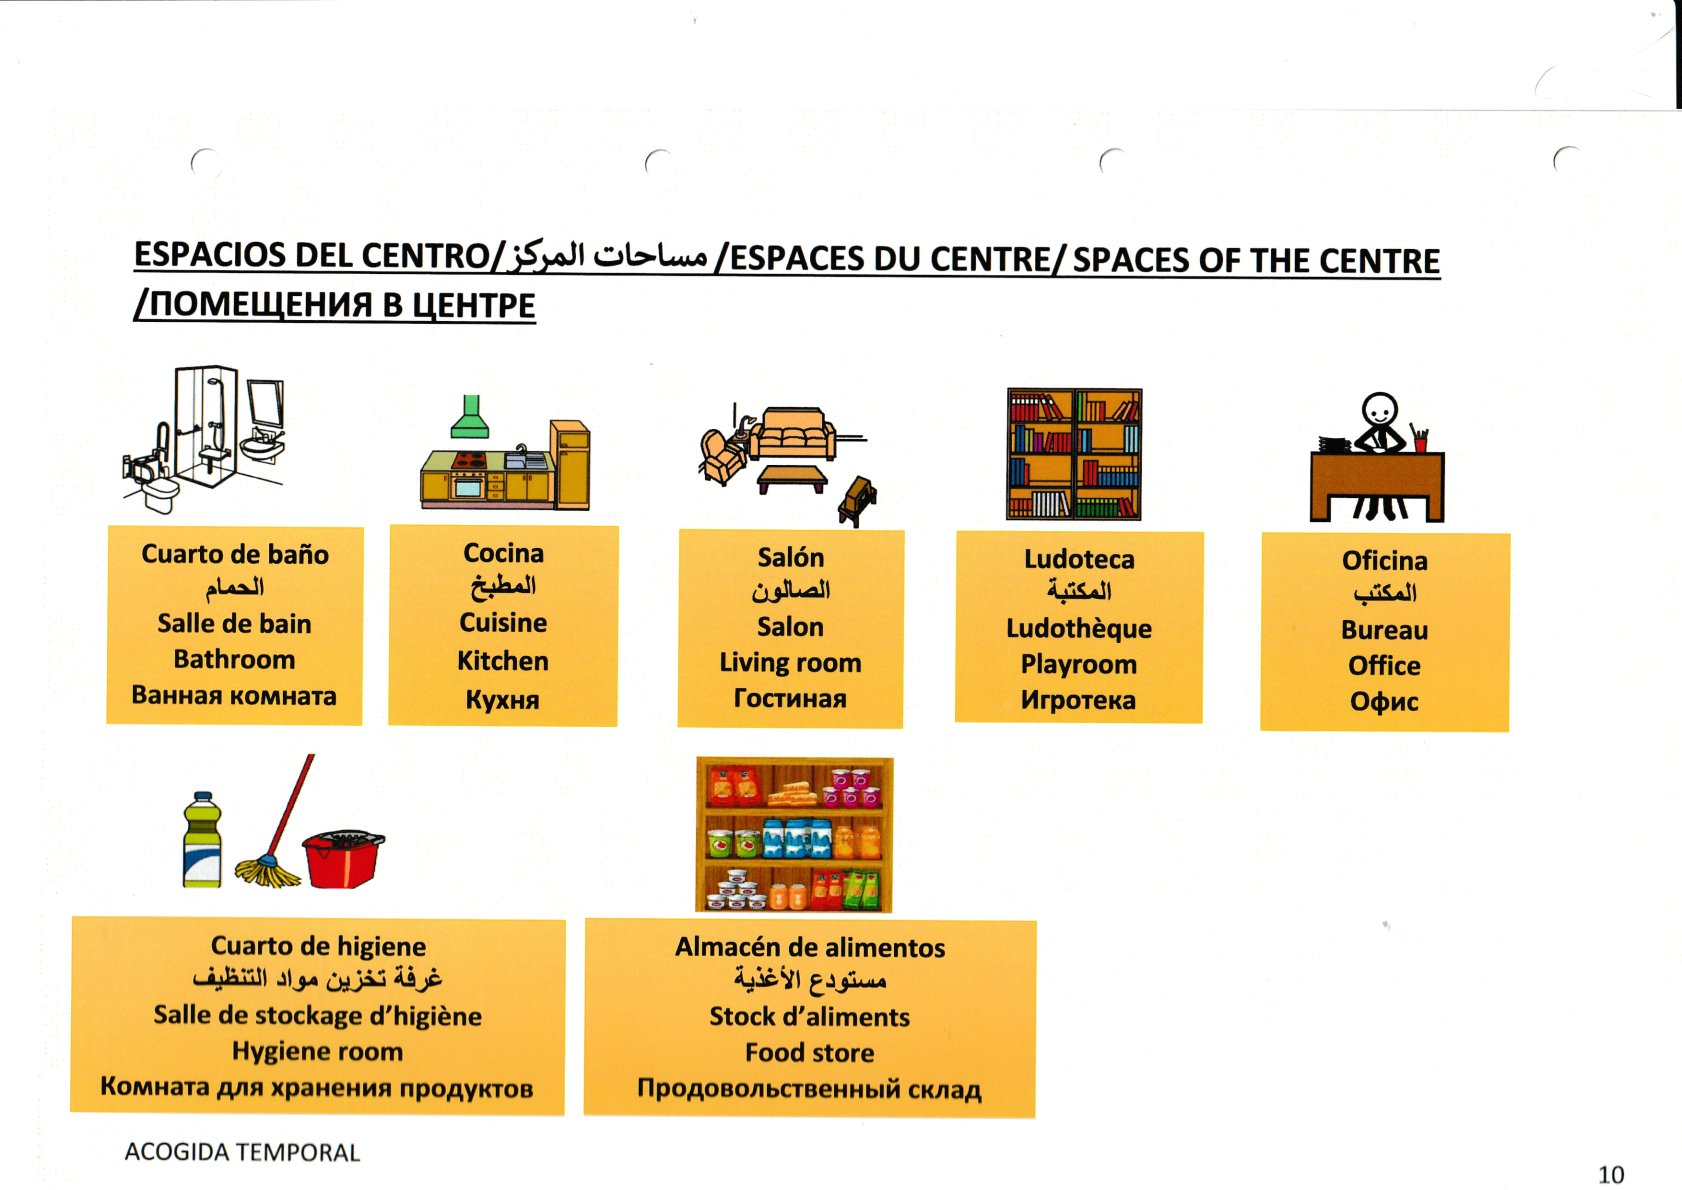 ESPACIOS DEL CENTRO/مساحات المركز /ESPACES DU CENTRE/ SPACES OF THE CENTRE
/ПОМЕЩЕНИЯ В ЦЕНТРЕ
Cuarto de baño
الحمام
Salle de bain
Bathroom
Ванная комната
Cocina
المطبخ
Cuisine
Kitchen
Кухня
Salón
الصالون
Salon
Living room
Гостиная
Ludoteca
المكتبة
Ludothèque
Playroom
Игротека
Oficina
المكتب
Bureau
Office
Офис
Cuarto de higiene
غرفة تخزين مواد التنظيف
Salle de stockage d’higiène
Hygiene room
Комната для хранения продуктов
Almacén de alimentos
مستودع الأغذية
Stock d’aliments
Food store
Продовольственный склад
ACOGIDA TEMPORAL
10